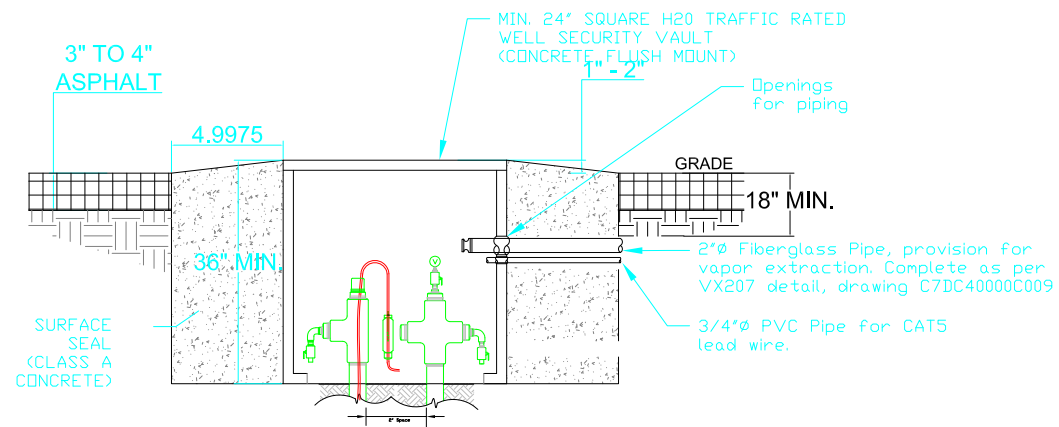 MIN. 24" SQUARE H20 TRAFFIC RATED
WELL SECURITY VAULT
(CONCRETE FLUSH MOUNT)
3" TO 4"
ASPHALT
1" - 2"
Openings
for piping
4.9975
GRADE
18" MIN.
36" MIN.
2"Ø Fiberglass Pipe, provision for
vapor extraction. Complete as per
VX207 detail, drawing C7DC40000C009
3/4"Ø PVC Pipe for CAT5
lead wire.
SURFACE
SEAL
(CLASS A
CONCRETE)
V
2" Space